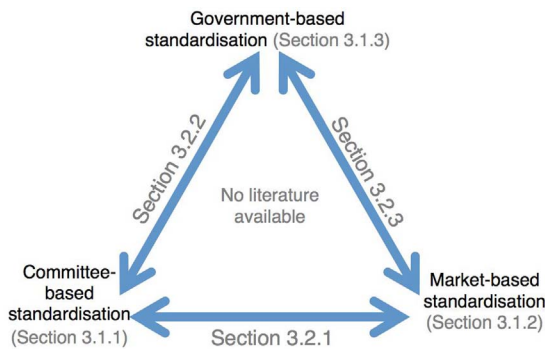 Government-based
standardisation (Section 3.1.3)
Section 3.2.2
Section 3.2.3
No literature
available
Committee-
based
standardisation
(Section 3.1.1)
Market-based
standardisation
(Section 3.1.2)
Section 3.2.1